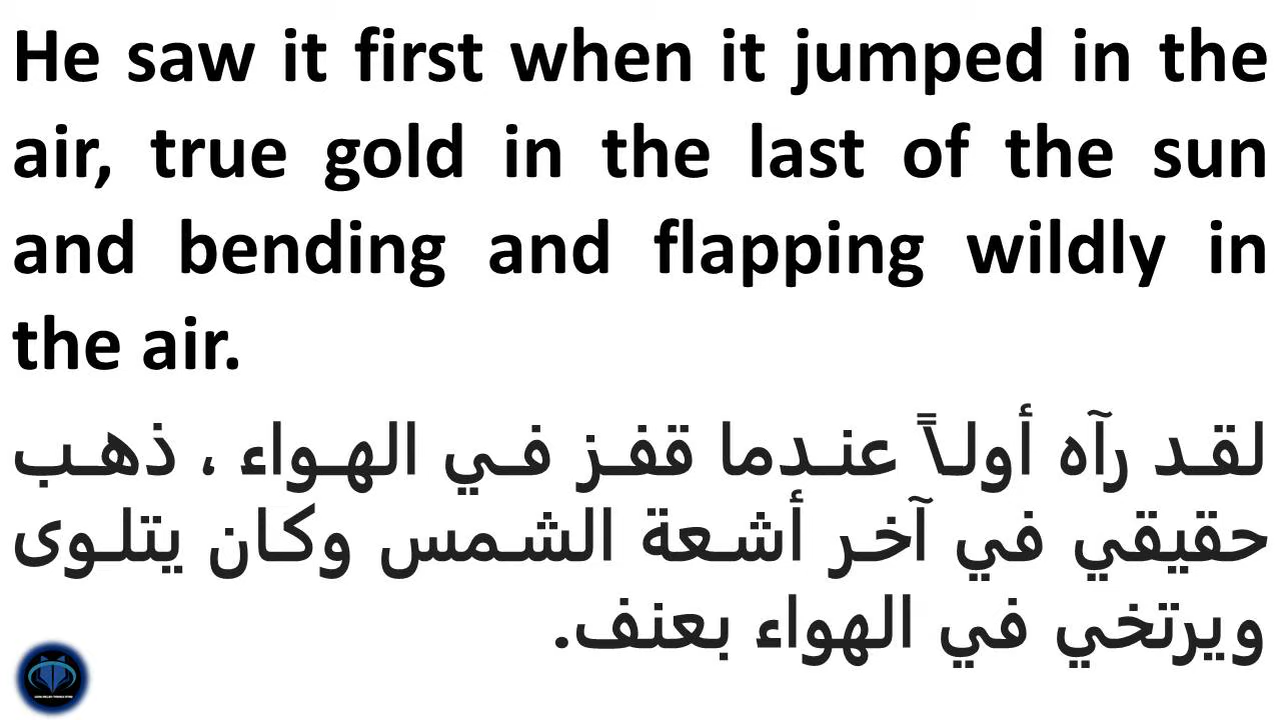 He saw it first when it jumped in the
air, true gold in the last of the sun
and bending and flapping wildly in
the air.
لقد رآه أولاً عندما قفز في الهواء ، ذهب
حقيقي في آخر أشعة الشمس وكان يتلوى
ويرتخي في الهواء بعنف.